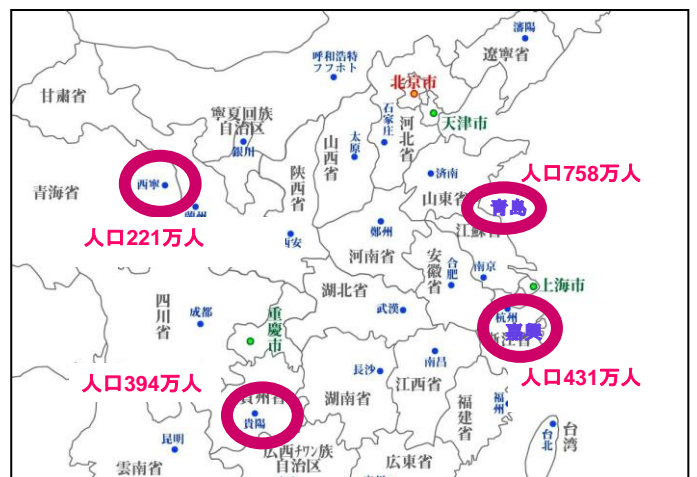 瀋陽
遼寧省
呼和浩特
フフホト
北京市
甘粛省
天津市
寧夏回族
自治区
銀川
石家庄
河北省
山西省
太原
陝西省
済南
人口758万人
山東省
青島
青海省
西寧
蘭州
人口221万人
江蘇省
鄭州
西安
河南省
安徽省
合肥
南京
上海市
湖北省
四川省
成都
重慶市
武漢
杭州
嘉興
浙江省
南昌
長沙
人口394万人
人口431万人
貴州省
貴陽
湖南省
江西省
福建省
福州
台湾
台北
昆明
広西チワン族
自治区
広東省
雲南省